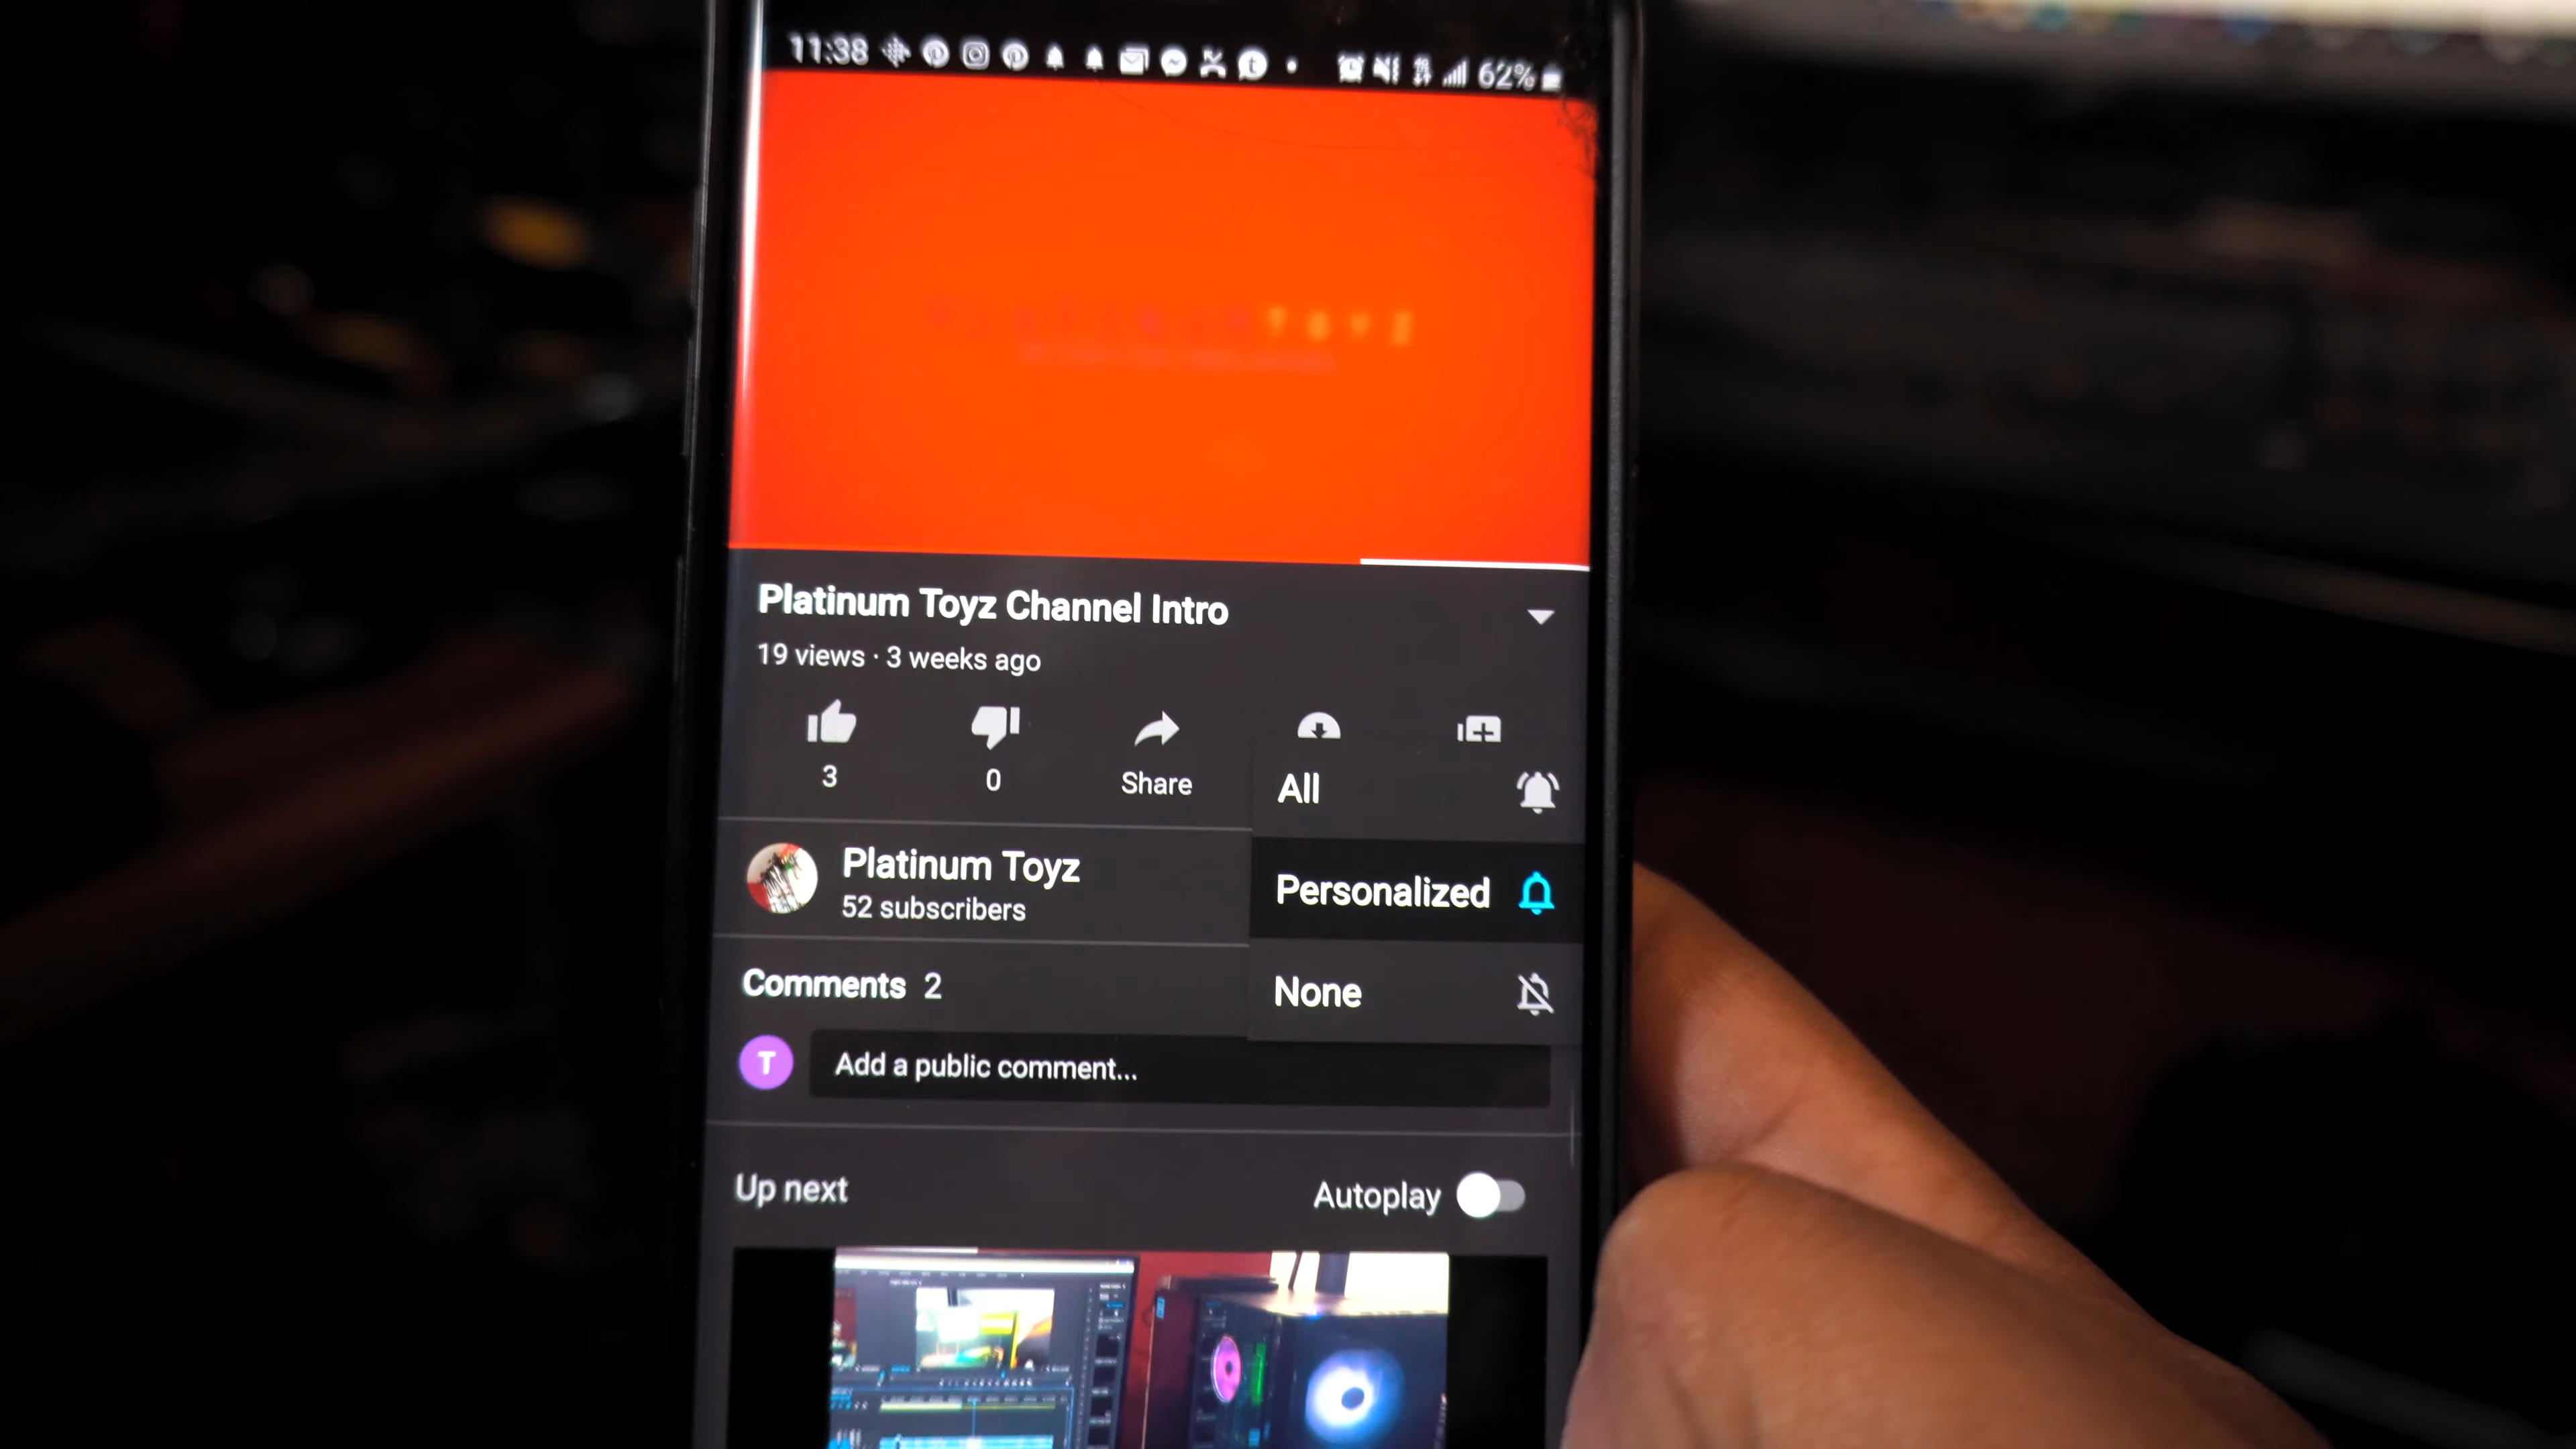 11:38 62%
TOYZ
Platinum Toyz Channel Intro
19 views · 3 weeks ago
3 0 Share
All
Platinum Toyz
52 subscribers
Personalized
Comments 2
None
T Add a public comment...
Up next Autoplay